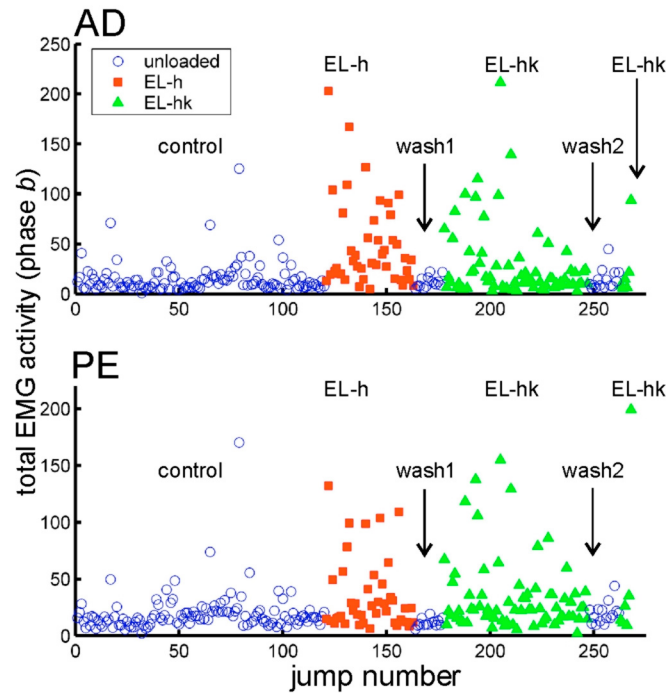 AD
250
200
150
100
50
0
unloaded
EL-h
EL-hk
control
EL-h
wash1
EL-hk
wash2
EL-hk
0 50 100 150 200 250
PE
200
150
100
50
0
control
EL-h
wash1
EL-hk
wash2
EL-hk
0 50 100 150 200 250
jump number
total EMG activity (phase b)